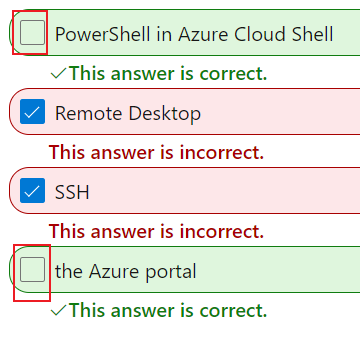 PowerShell in Azure Cloud Shell
This answer is correct.
Remote Desktop
This answer is incorrect.
SSH
This answer is incorrect.
the Azure portal
This answer is correct.